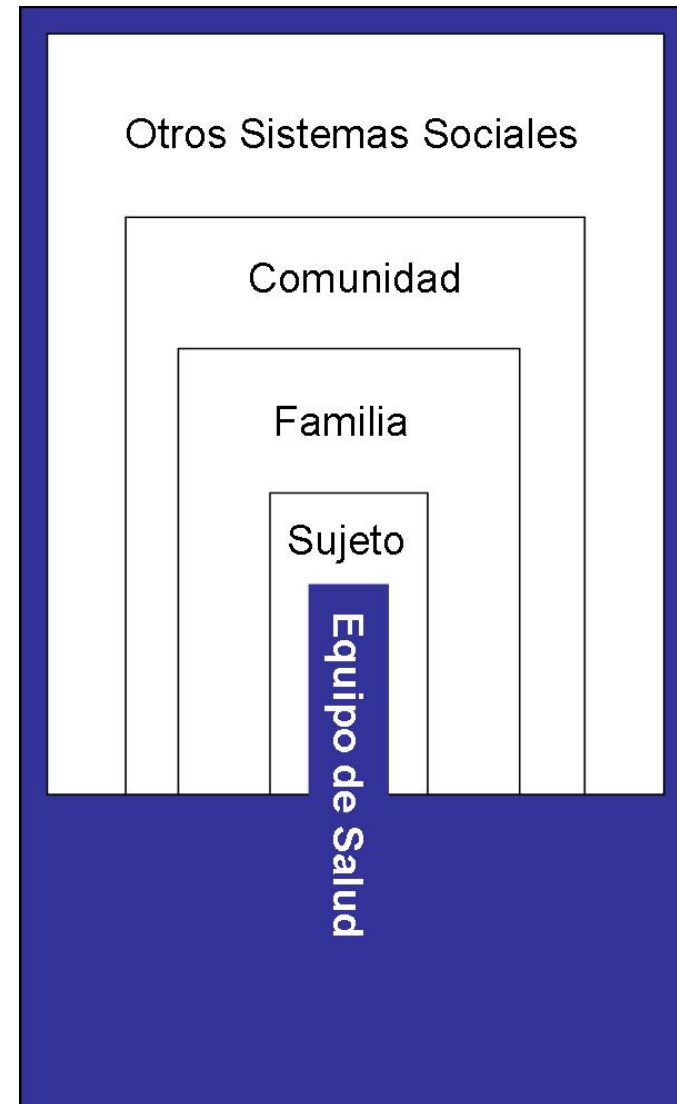 Otros Sistemas Sociales
Comunidad
Familia
Sujeto
Equipo de Salud